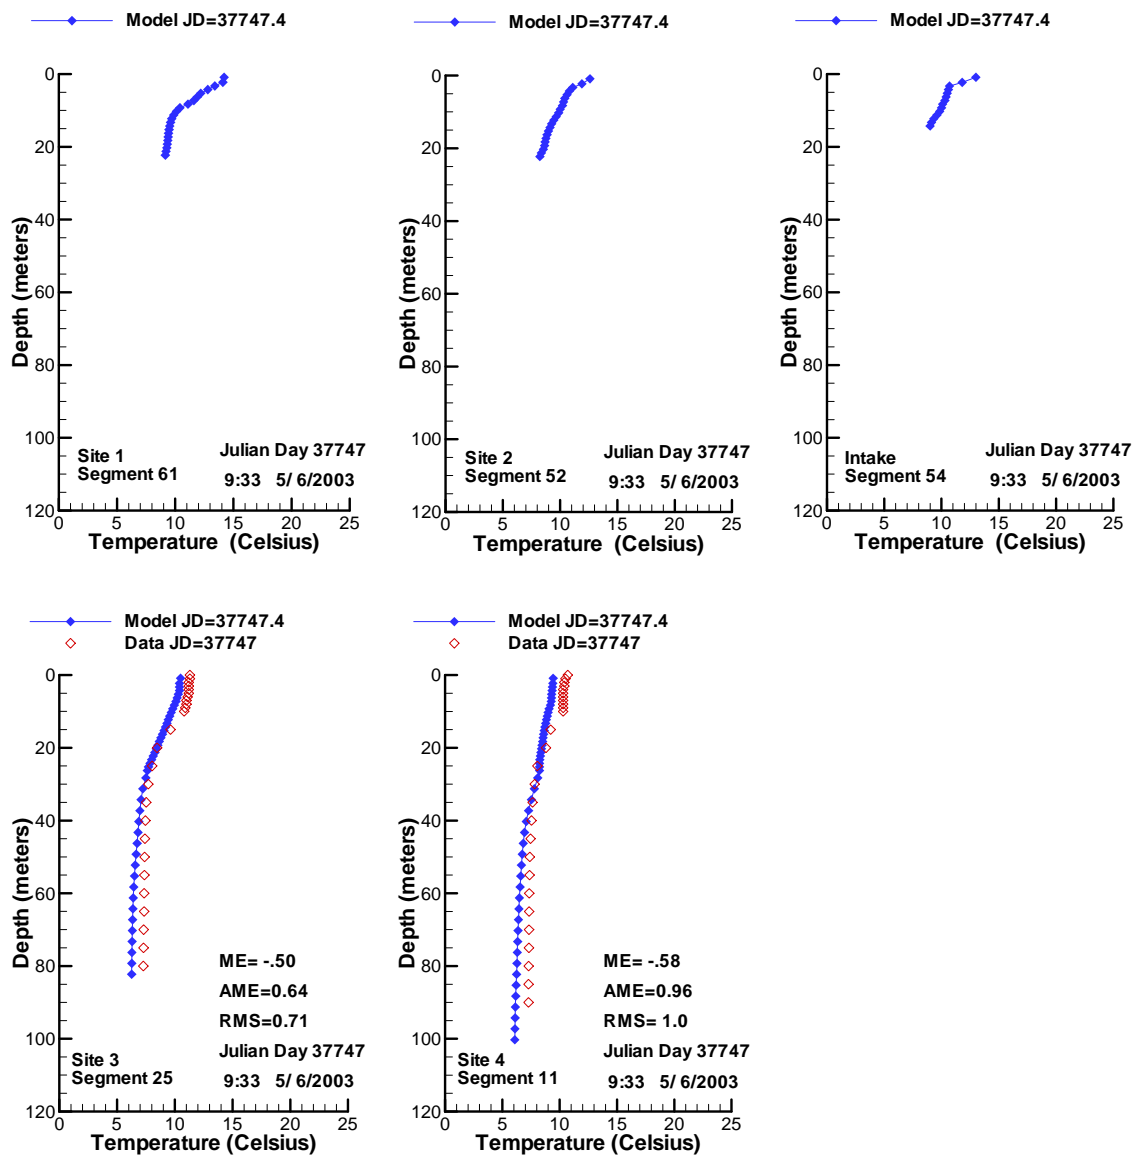 Model JD=37747.4
0
20
40
60
80
100
120
Depth (meters)
Site 1
Segment 61
Julian Day 37747
9:33 5/ 6/2003
0 5 10 15 20 25
Temperature (Celsius)
Model JD=37747.4
0
20
40
60
80
100
120
Depth (meters)
Site 2
Segment 52
Julian Day 37747
9:33 5/ 6/2003
0 5 10 15 20 25
Temperature (Celsius)
Model JD=37747.4
0
20
40
60
80
100
120
Depth (meters)
Intake
Segment 54
Julian Day 37747
9:33 5/ 6/2003
0 5 10 15 20 25
Temperature (Celsius)
Model JD=37747.4
Data JD=37747
0
20
40
60
80
100
120
Depth (meters)
ME= -.50
AME=0.64
RMS=0.71
Site 3
Segment 25
Julian Day 37747
9:33 5/ 6/2003
0 5 10 15 20 25
Temperature (Celsius)
Model JD=37747.4
Data JD=37747
0
20
40
60
80
100
120
Depth (meters)
ME= -.58
AME=0.96
RMS= 1.0
Site 4
Segment 11
Julian Day 37747
9:33 5/ 6/2003
0 5 10 15 20 25
Temperature (Celsius)